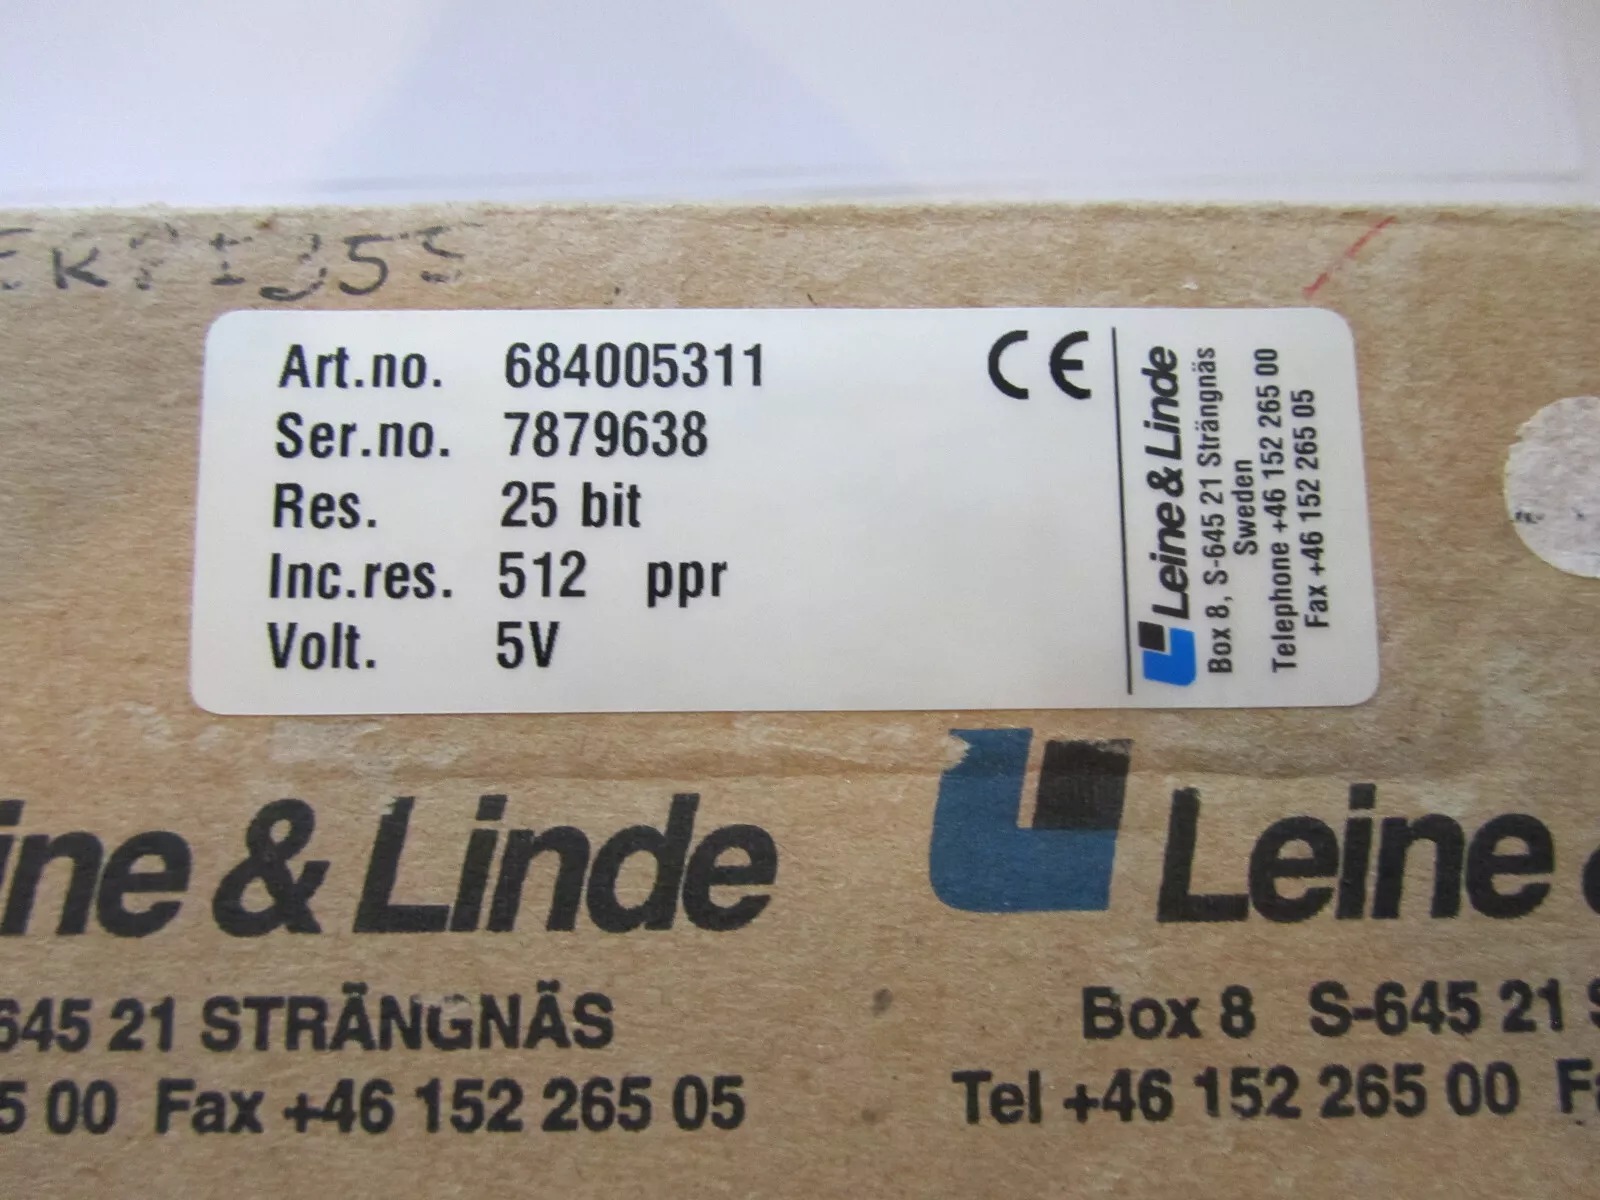 Art.no. 684005311
Ser.no. 7879638
Res. 25 bit
Inc.res. 512 ppr
Volt. 5V
CE
Leine & Linde
Box 8, S-645 21 Strängnäs
Sweden
Telephone +46 152 265 00
Fax +46 152 265 05
ine & Linde
645 21 STRÄNGNÄS
5 00 Fax +46 152 265 05
Leine &
Box 8 S-645 21 S
Tel +46 152 265 00 Fa